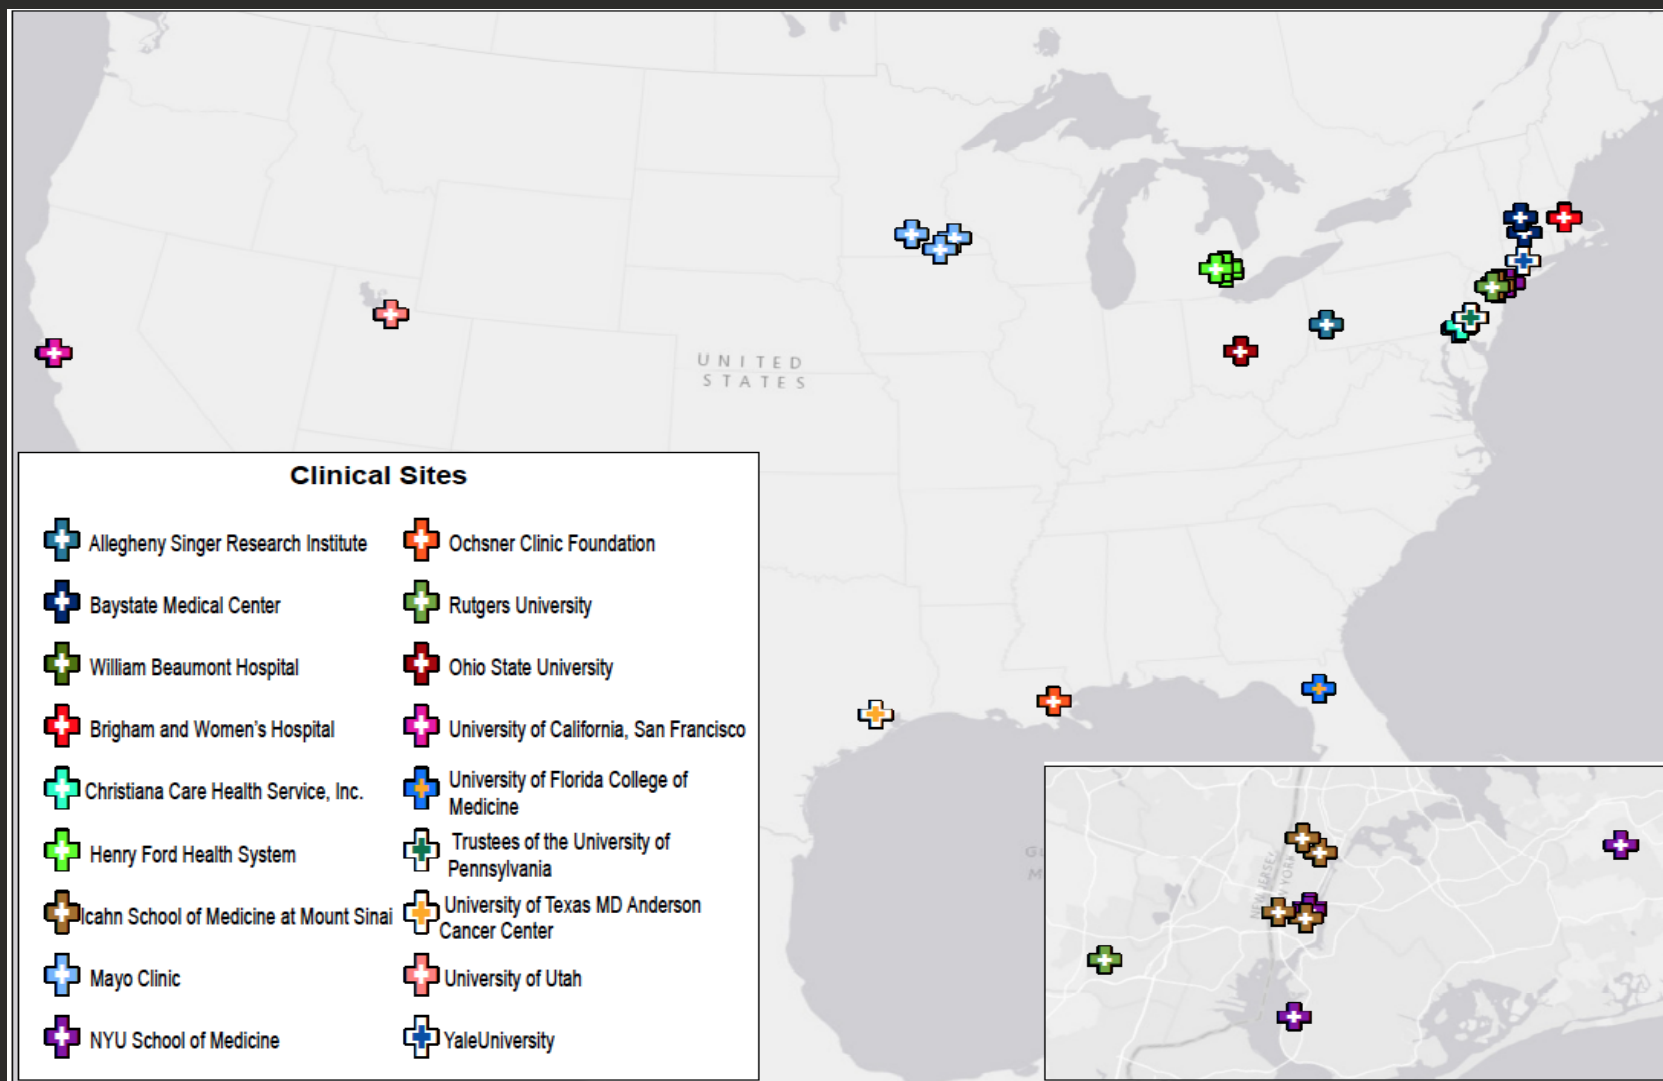 UNITED
STATES
Clinical Sites
Allegheny Singer Research Institute
Baystate Medical Center
William Beaumont Hospital
Brigham and Women's Hospital
Christiana Care Health Service, Inc.
Henry Ford Health System
Icahn School of Medicine at Mount Sinai
Mayo Clinic
NYU School of Medicine
Ochsner Clinic Foundation
Rutgers University
Ohio State University
University of California, San Francisco
University of Florida College of
Medicine
Trustees of the University of
Pennsylvania
University of Texas MD Anderson
Cancer Center
University of Utah
YaleUniversity
NEW JERSEY
NEW YORK